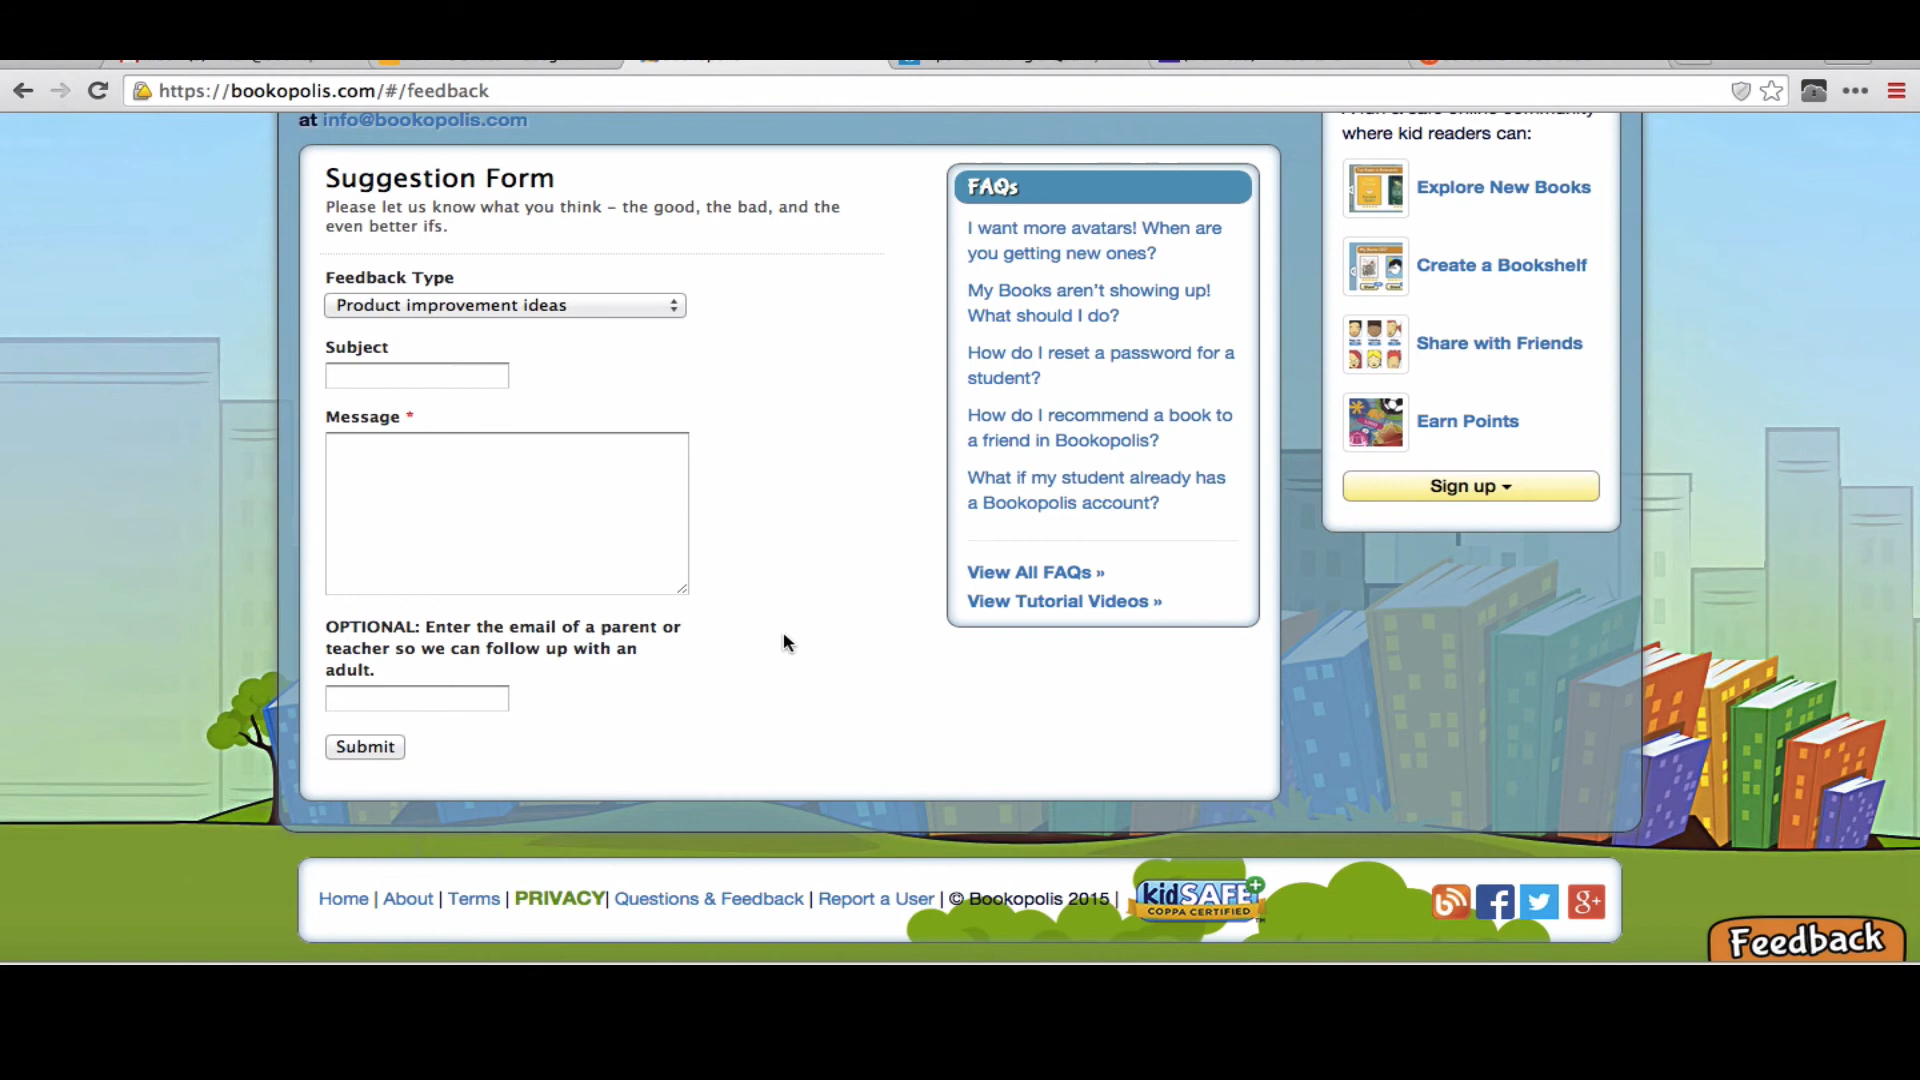 https://bookopolis.com/#/feedback
at info@bookopolis.com
Suggestion Form
Please let us know what you think – the good, the bad, and the
even better ifs.
Feedback Type
Product improvement ideas
Subject
Message *
OPTIONAL: Enter the email of a parent or
teacher so we can follow up with an
adult.
Submit
FAQs
I want more avatars! When are
you getting new ones?
My Books aren't showing up!
What should I do?
How do I reset a password for a
student?
How do I recommend a book to
a friend in Bookopolis?
What if my student already has
a Bookopolis account?
View All FAQs »
View Tutorial Videos »
where kid readers can:
Explore New Books
Create a Bookshelf
Share with Friends
Earn Points
Sign up
Home | About | Terms | PRIVACY| Questions & Feedback | Report a User | © Bookopolis 2015 |
kidSAFE+
COPPA CERTIFIED
Feedback